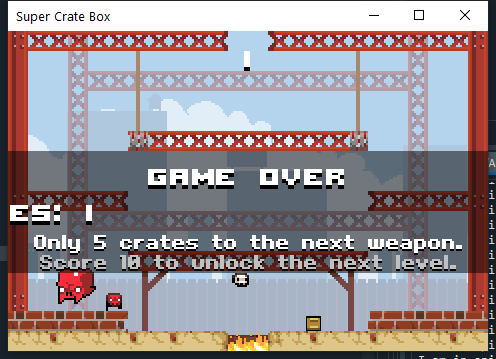 Super Crate Box
1
GAME OVER
ES: 1
Only 5 crates to the next weapon.
Score 10 to unlock the next level.